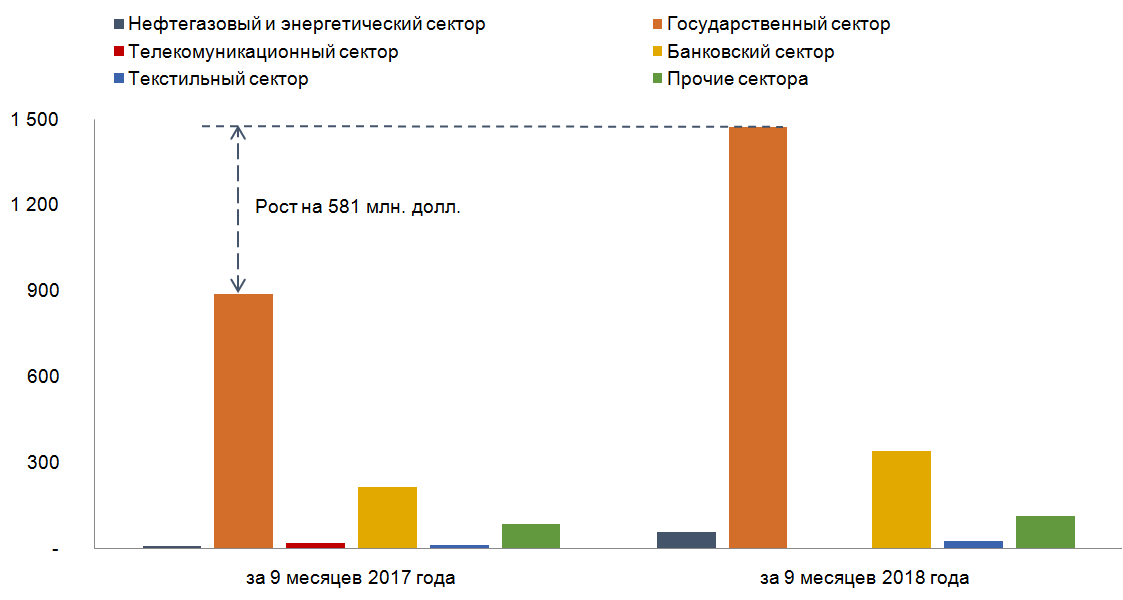 Нефтегазовый и энергетический сектор
Государственный сектор
Телекомуникационный сектор
Банковский сектор
Текстильный сектор
Прочие сектора
1 500
1 200
900
600
300
-
Рост на 581 млн. долл.
за 9 месяцев 2017 года
за 9 месяцев 2018 года